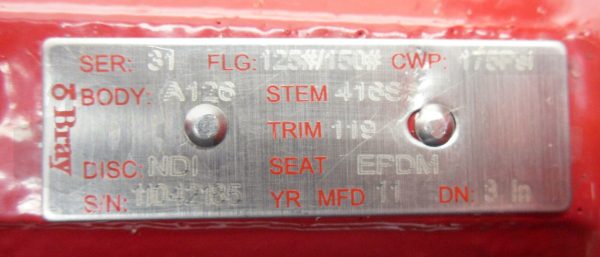 SER: 31 FLG: 125#/150# CWP: 175Psi
Bray
BODY: A126 STEM 416SS
TRIM 119
DISC: NDI SEAT EPDM
S/N: YR MFD 11 DN: 3 In